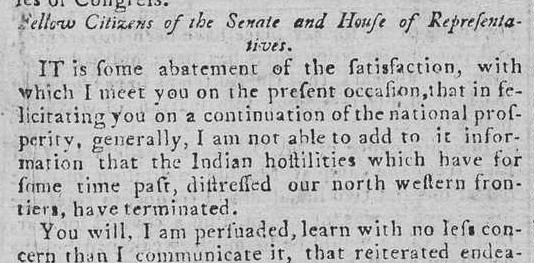 ies of Congress.
Fellow Citizens of the Senate and Houſe of Repreſenta-
tives.
IT is ſome abatement of the ſatisfaction, with
which I meet you on the preſent occaſion, that in fe-
licitating you on a continuation of the national proſ-
perity, generally, I am not able to add to it infor-
mation that the Indian hoſtilities which have for
ſome time paſt, diſtreſſed our north weſtern fron-
tiers, have terminated.
You will, I am perſuaded, learn with no leſs con-
cern than I communicate it, that reiterated endea-